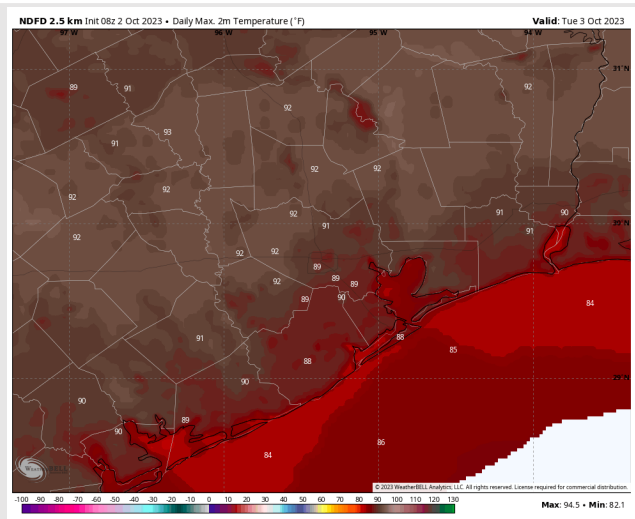 NDFD 2.5 km Init 08z 2 Oct 2023 • Daily Max. 2m Temperature (°F) Valid: Tue 3 Oct 2023
97 W 96 W 95 W 94 W
31°N
89 91 92 92
93
91
92 92
92 92
92 91 90
92 91 91
92 92
89
92 89 89
89 90
84
91 88
85
88
90
90
89
90
86
84
30°N
29°N
WeatherBELL
© 2023 WeatherBELL Analytics, LLC. All rights reserved. License required for commercial distribution.
-100 -90 -80 -70 -60 -50 -40 -30 -20 -10 0 10 20 30 40 50 60 70 80 90 100 110 120 130
Max: 94.5 • Min: 82.1